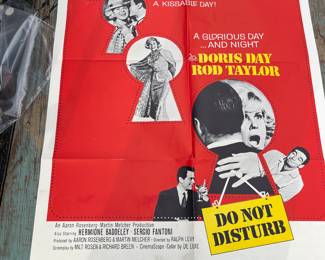 A KISSABLE DAY!
A GLORIOUS DAY
...AND NIGHT
DORIS DAY
ROD TAYLOR
DO NOT
DISTURB
An Aaron Rosenberg-Martin Melcher Production
Also Starring HERMIONE BADDELEY · SERGIO FANTONI
Produced by AARON ROSENBERG & MARTIN MELCHER · Directed by RALPH LEVY
Screenplay by MILT ROSEN & RICHARD BREEN · CinemaScope · Color by DE LUXE